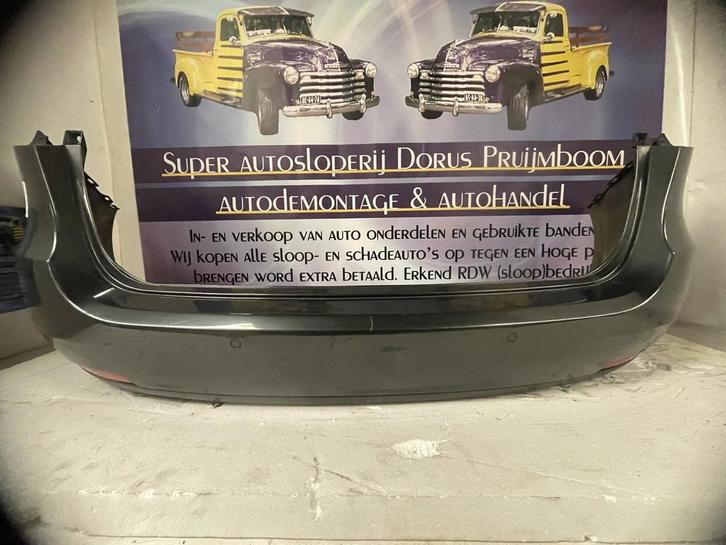 Super autosloperij Dorus Pruijmboom
autodemontage & autohandel
In- en verkoop van auto onderdelen en gebruikte banden
Wij kopen alle sloop- en schadeauto's op tegen een hoge p
brengen word extra betaald. Erkend RDW (sloop)bedrij